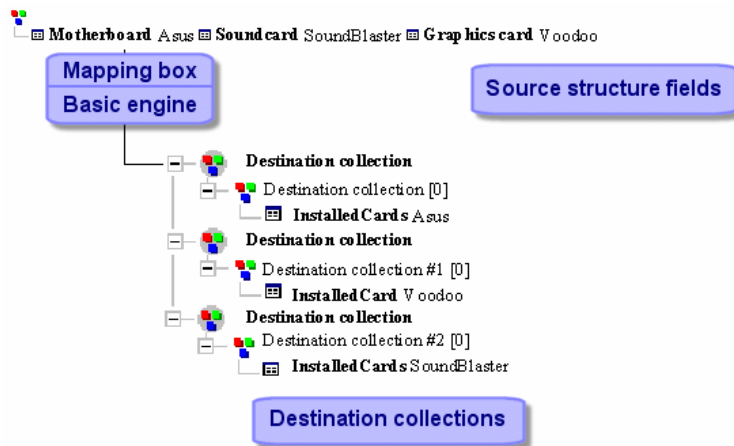 Motherboard Asus Soundcard SoundBlaster Graphics card Voodoo
Mapping box
Basic engine
Source structure fields
Destination collection
Destination collection [0]
InstalledCards Asus
Destination collection
Destination collection #1 [0]
InstalledCard Voodoo
Destination collection
Destination collection #2 [0]
InstalledCards SoundBlaster
Destination collections